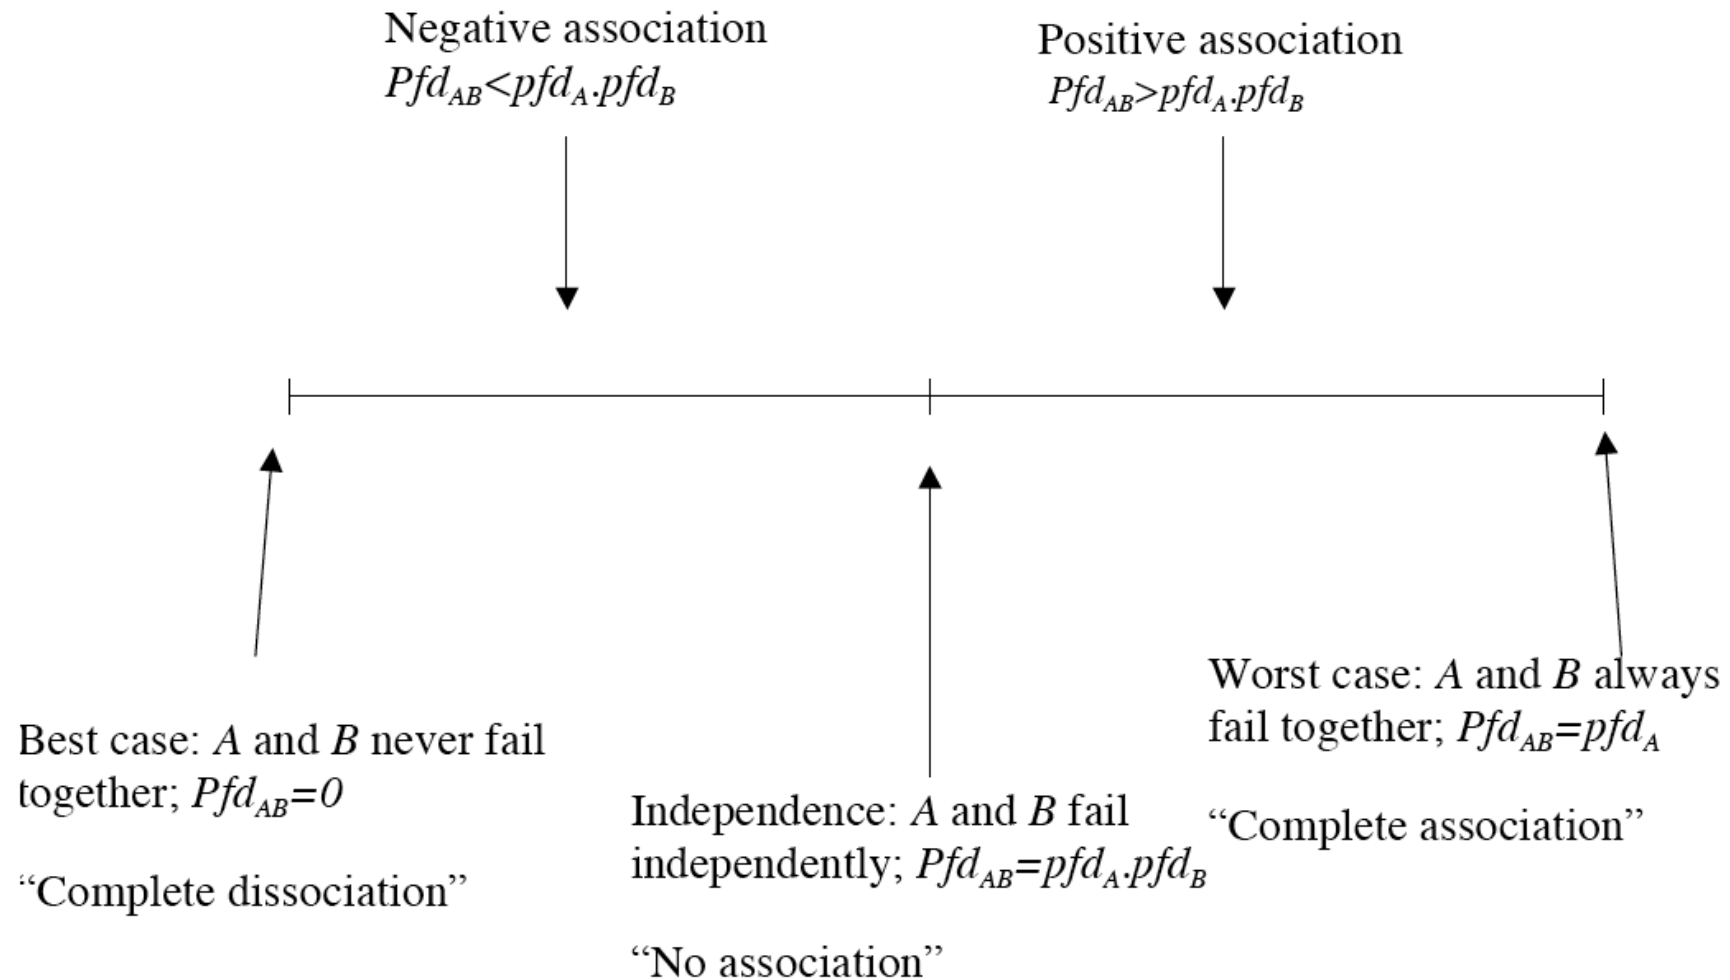 Negative association
Pfd_AB<pfd_A.pfd_B
Positive association
Pfd_AB>pfd_A.pfd_B
Best case: A and B never fail
together; Pfd_AB=0
“Complete dissociation”
Independence: A and B fail
independently; Pfd_AB=pfd_A.pfd_B
“No association”
Worst case: A and B always
fail together; Pfd_AB=pfd_A
“Complete association”